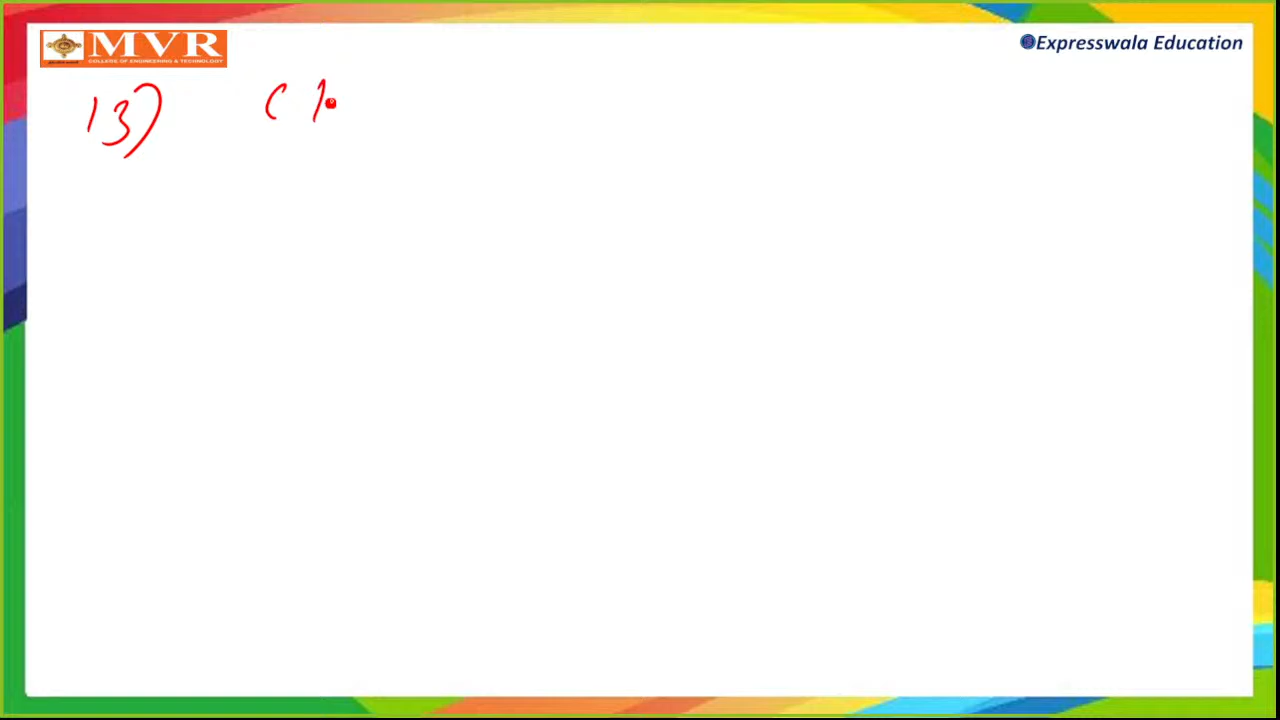 MVR
COLLEGE OF ENGINEERING & TECHNOLOGY
Expresswala Education
13) (